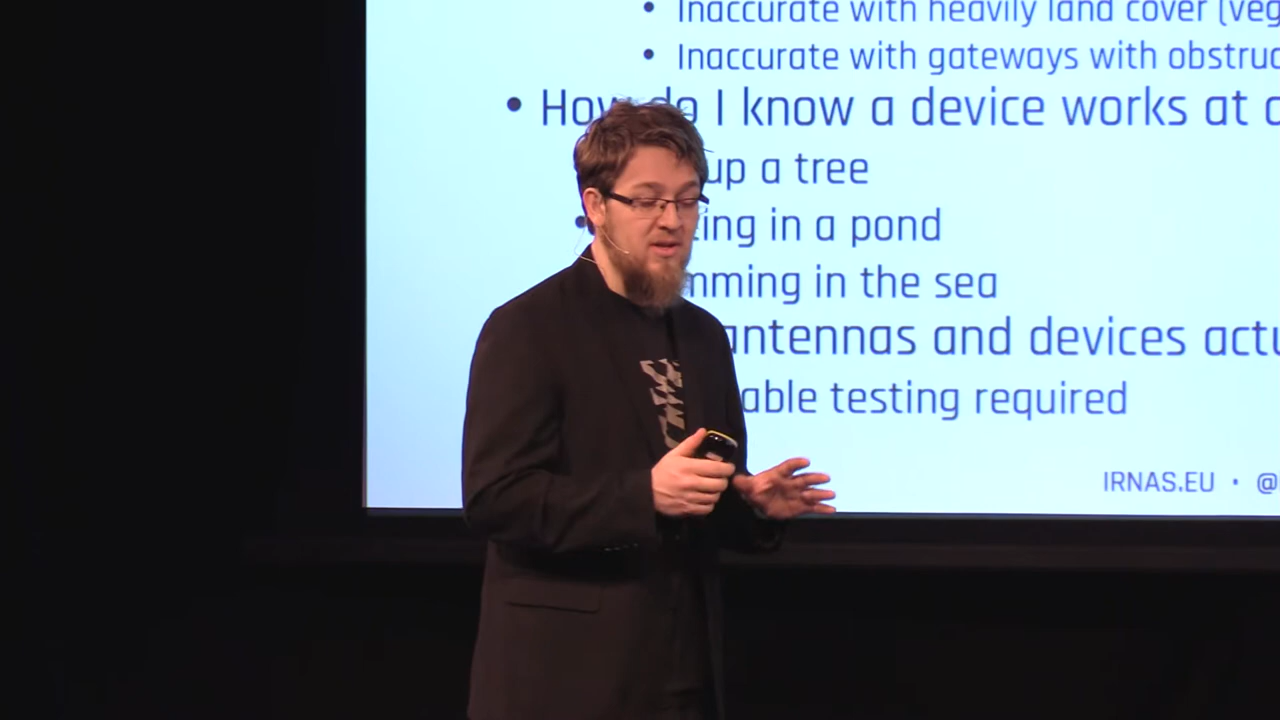 • Inaccurate with heavily land cover (veg
• Inaccurate with gateways with obstruc
• How do I know a device works at
up a tree
• ing in a pond
mming in the sea
antennas and devices actu
able testing required
IRNAS.EU • @